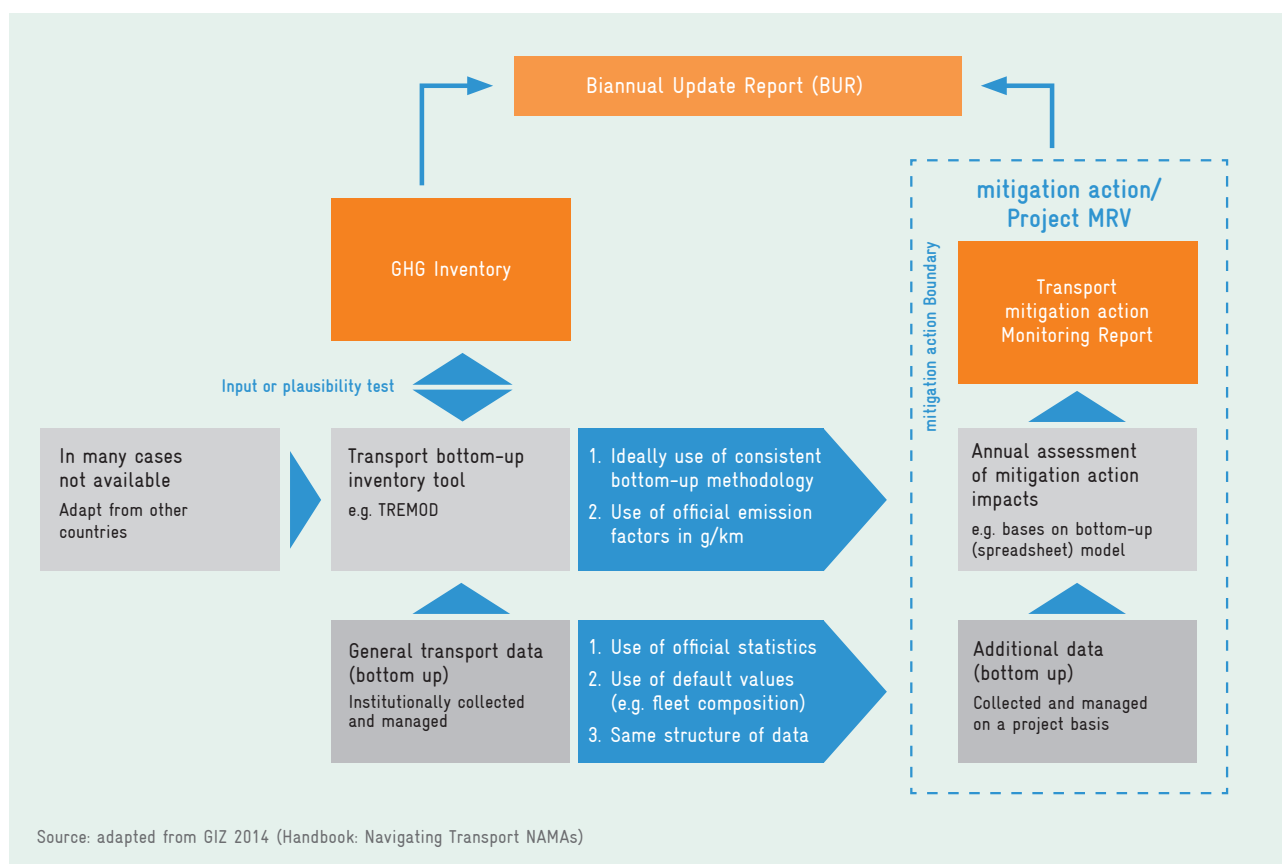 Biannual Update Report (BUR)
mitigation action/
Project MRV
mitigation action Boundary
GHG Inventory
Transport
mitigation action
Monitoring Report
Input or plausibility test
In many cases
not available
Adapt from other
countries
Transport bottom-up
inventory tool
e.g. TREMOD
1. Ideally use of consistent
bottom-up methodology
2. Use of official emission
factors in g/km
Annual assessment
of mitigation action
impacts
e.g. bases on bottom-up
(spreadsheet) model
General transport data
(bottom up)
Institutionally collected
and managed
1. Use of official statistics
2. Use of default values
(e.g. fleet composition)
3. Same structure of data
Additional data
(bottom up)
Collected and managed
on a project basis
Source: adapted from GIZ 2014 (Handbook: Navigating Transport NAMAs)